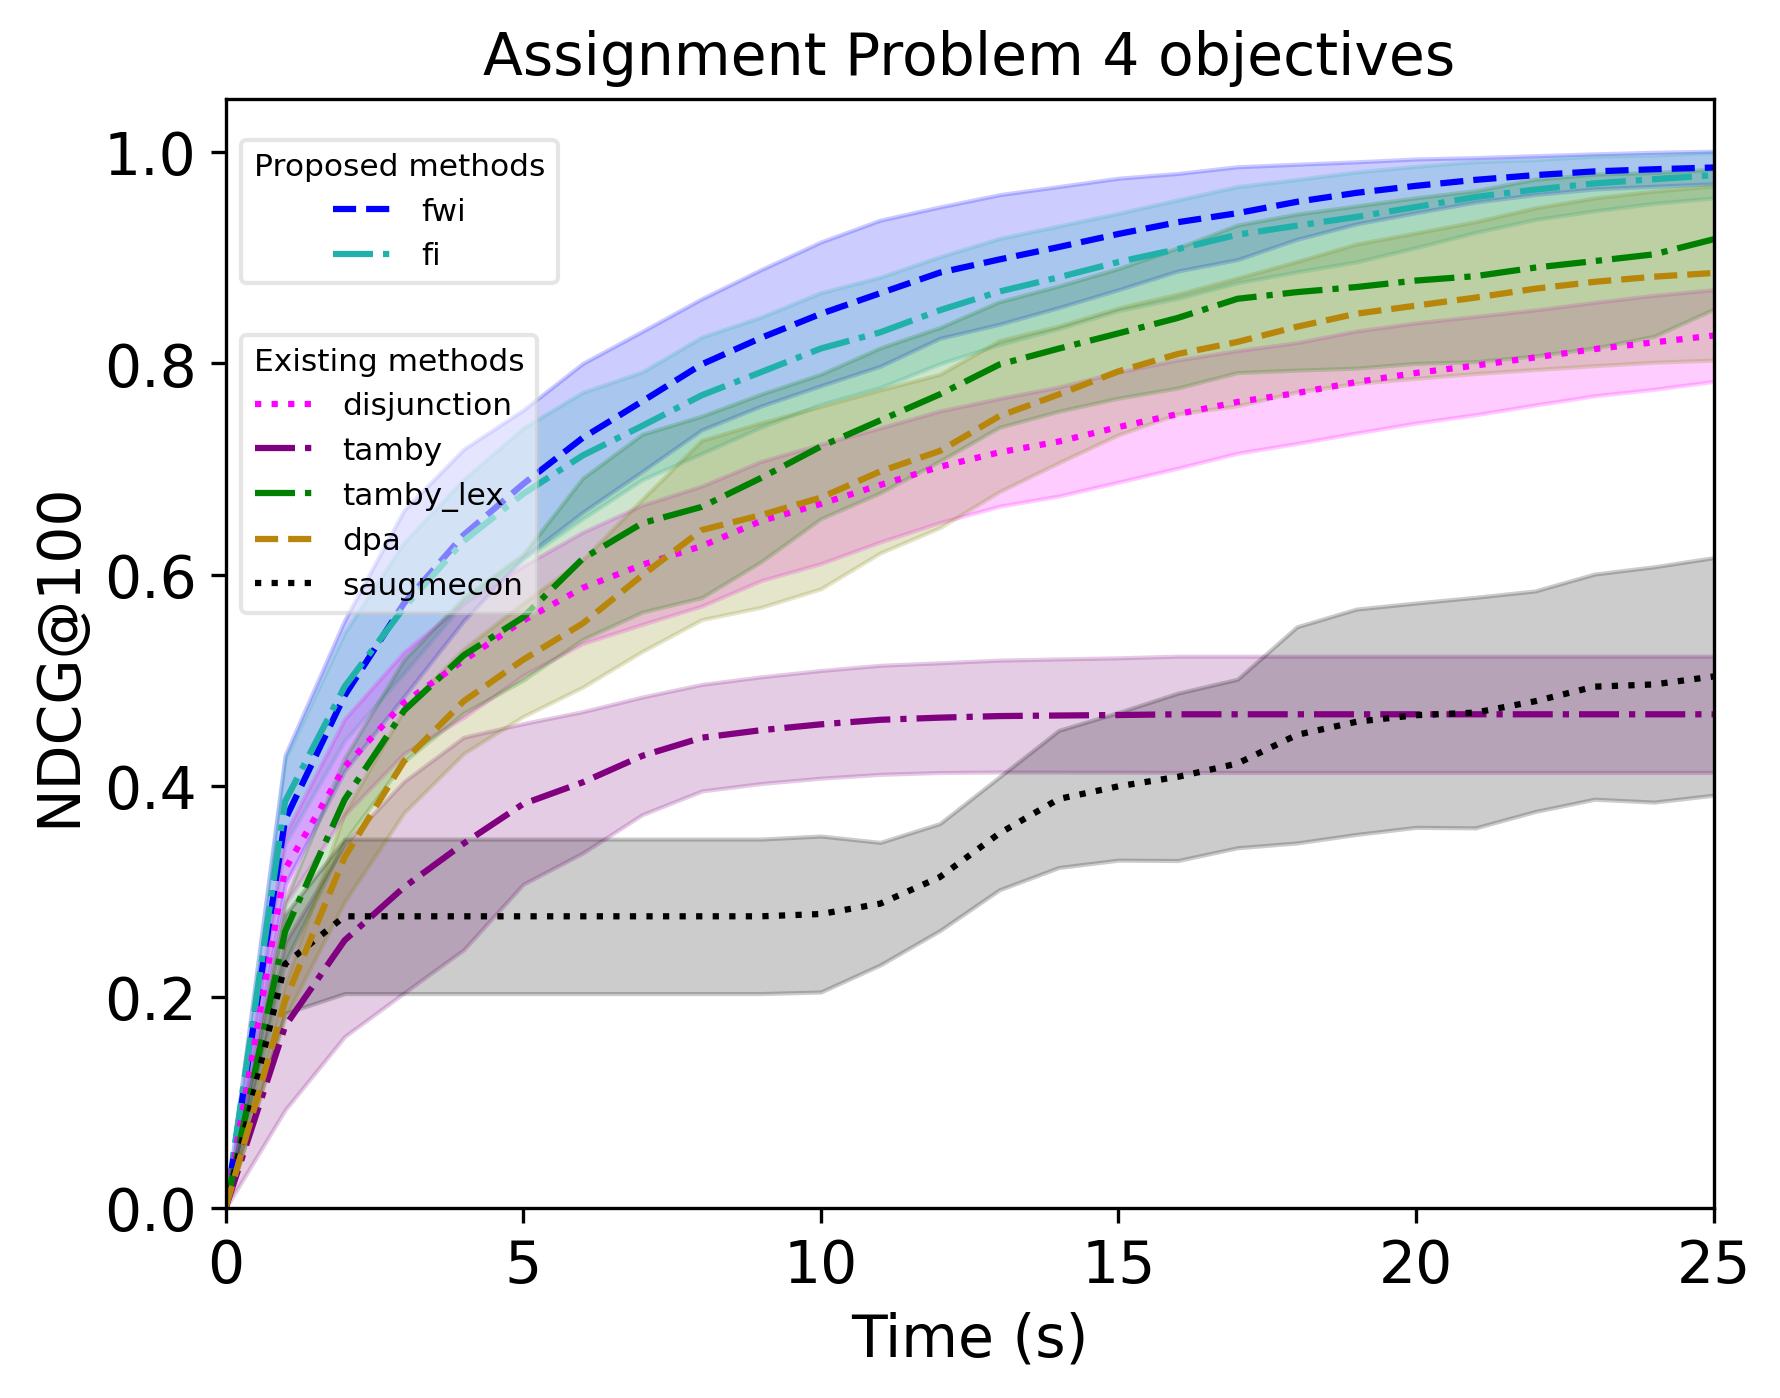 Assignment Problem 4 objectives
NDCG@100
1.0
0.8
0.6
0.4
0.2
0.0
Proposed methods
fwi
fi
Existing methods
disjunction
tamby
tamby_lex
dpa
saugmecon
0 5 10 15 20 25
Time (s)